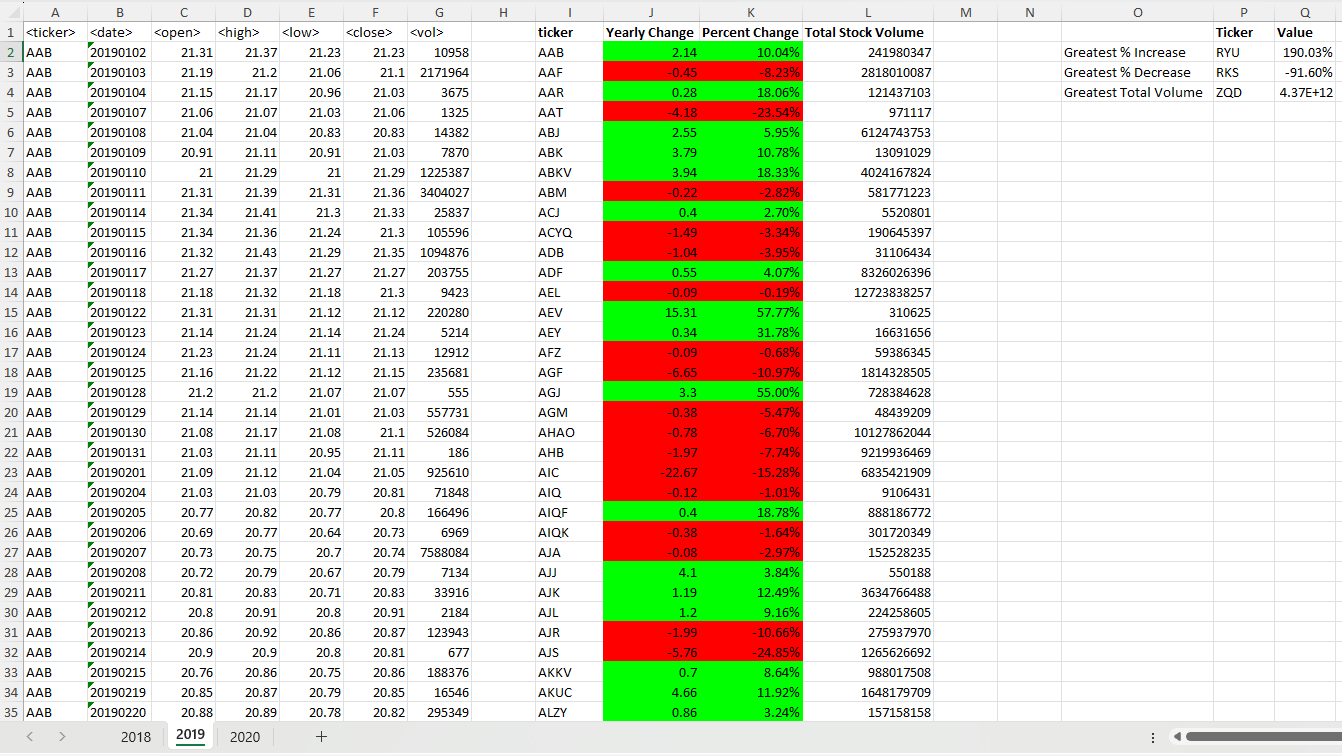 A B C D E F G H I J K L M N O P Q
1 <ticker> <date> <open> <high> <low> <close> <vol> ticker Yearly Change Percent Change Total Stock Volume Ticker Value
2 AAB 20190102 21.31 21.37 21.23 21.23 10958 AAB 2.14 10.04% 241980347 Greatest % Increase RYU 190.03%
3 AAB 20190103 21.19 21.2 21.06 21.1 2171964 AAF -0.45 -8.23% 2818010087 Greatest % Decrease RKS -91.60%
4 AAB 20190104 21.15 21.17 20.96 21.03 3675 AAR 0.28 18.06% 121437103 Greatest Total Volume ZQD 4.37E+12
5 AAB 20190107 21.06 21.07 21.03 21.06 1325 AAT -4.18 -23.54% 971117
6 AAB 20190108 21.04 21.04 20.83 20.83 14382 ABJ 2.55 5.95% 6124743753
7 AAB 20190109 20.91 21.11 20.91 21.03 7870 ABK 3.79 10.78% 13091029
8 AAB 20190110 21 21.29 21 21.29 1225387 ABKV 3.94 18.33% 4024167824
9 AAB 20190111 21.31 21.39 21.31 21.36 3404027 ABM -0.22 -2.82% 581771223
10 AAB 20190114 21.34 21.41 21.3 21.33 25837 ACJ 0.4 2.70% 5520801
11 AAB 20190115 21.34 21.36 21.24 21.3 105596 ACYQ -1.49 -3.34% 190645397
12 AAB 20190116 21.32 21.43 21.29 21.35 1094876 ADB -1.04 -3.95% 31106434
13 AAB 20190117 21.27 21.37 21.27 21.27 203755 ADF 0.55 4.07% 8326026396
14 AAB 20190118 21.18 21.32 21.18 21.3 9423 AEL -0.09 -0.19% 12723838257
15 AAB 20190122 21.31 21.31 21.12 21.12 220280 AEV 15.31 57.77% 310625
16 AAB 20190123 21.14 21.24 21.14 21.24 5214 AEY 0.34 31.78% 16631656
17 AAB 20190124 21.23 21.24 21.11 21.13 12912 AFZ -0.09 -0.68% 59386345
18 AAB 20190125 21.16 21.22 21.12 21.15 235681 AGF -6.65 -10.97% 1814328505
19 AAB 20190128 21.2 21.2 21.07 21.07 555 AGJ 3.3 55.00% 728384628
20 AAB 20190129 21.14 21.14 21.01 21.03 557731 AGM -0.38 -5.47% 48439209
21 AAB 20190130 21.08 21.17 21.08 21.1 526084 AHAO -0.78 -6.70% 10127862044
22 AAB 20190131 21.03 21.11 20.95 21.11 186 AHB -1.97 -7.74% 9219936469
23 AAB 20190201 21.09 21.12 21.04 21.05 925610 AIC -22.67 -15.28% 6835421909
24 AAB 20190204 21.03 21.03 20.79 20.81 71848 AIQ -0.12 -1.01% 9106431
25 AAB 20190205 20.77 20.82 20.77 20.8 166496 AIQF 0.4 18.78% 888186772
26 AAB 20190206 20.69 20.77 20.64 20.73 6969 AIQK -0.38 -1.64% 301720349
27 AAB 20190207 20.73 20.75 20.7 20.74 7588084 AJA -0.08 -2.97% 152528235
28 AAB 20190208 20.72 20.79 20.67 20.79 7134 AJJ 4.1 3.84% 550188
29 AAB 20190211 20.81 20.83 20.71 20.83 33916 AJK 1.19 12.49% 3634766488
30 AAB 20190212 20.8 20.91 20.8 20.91 2184 AJL 1.2 9.16% 224258605
31 AAB 20190213 20.86 20.92 20.86 20.87 123943 AJR -1.99 -10.66% 275937970
32 AAB 20190214 20.9 20.9 20.8 20.81 677 AJS -5.76 -24.85% 1265626692
33 AAB 20190215 20.76 20.86 20.75 20.86 188376 AKKV 0.7 8.64% 988017508
34 AAB 20190219 20.85 20.87 20.79 20.85 16546 AKUC 4.66 11.92% 1648179709
35 AAB 20190220 20.88 20.89 20.78 20.82 295349 ALZY 0.86 3.24% 157158158
2018 2019 2020 +